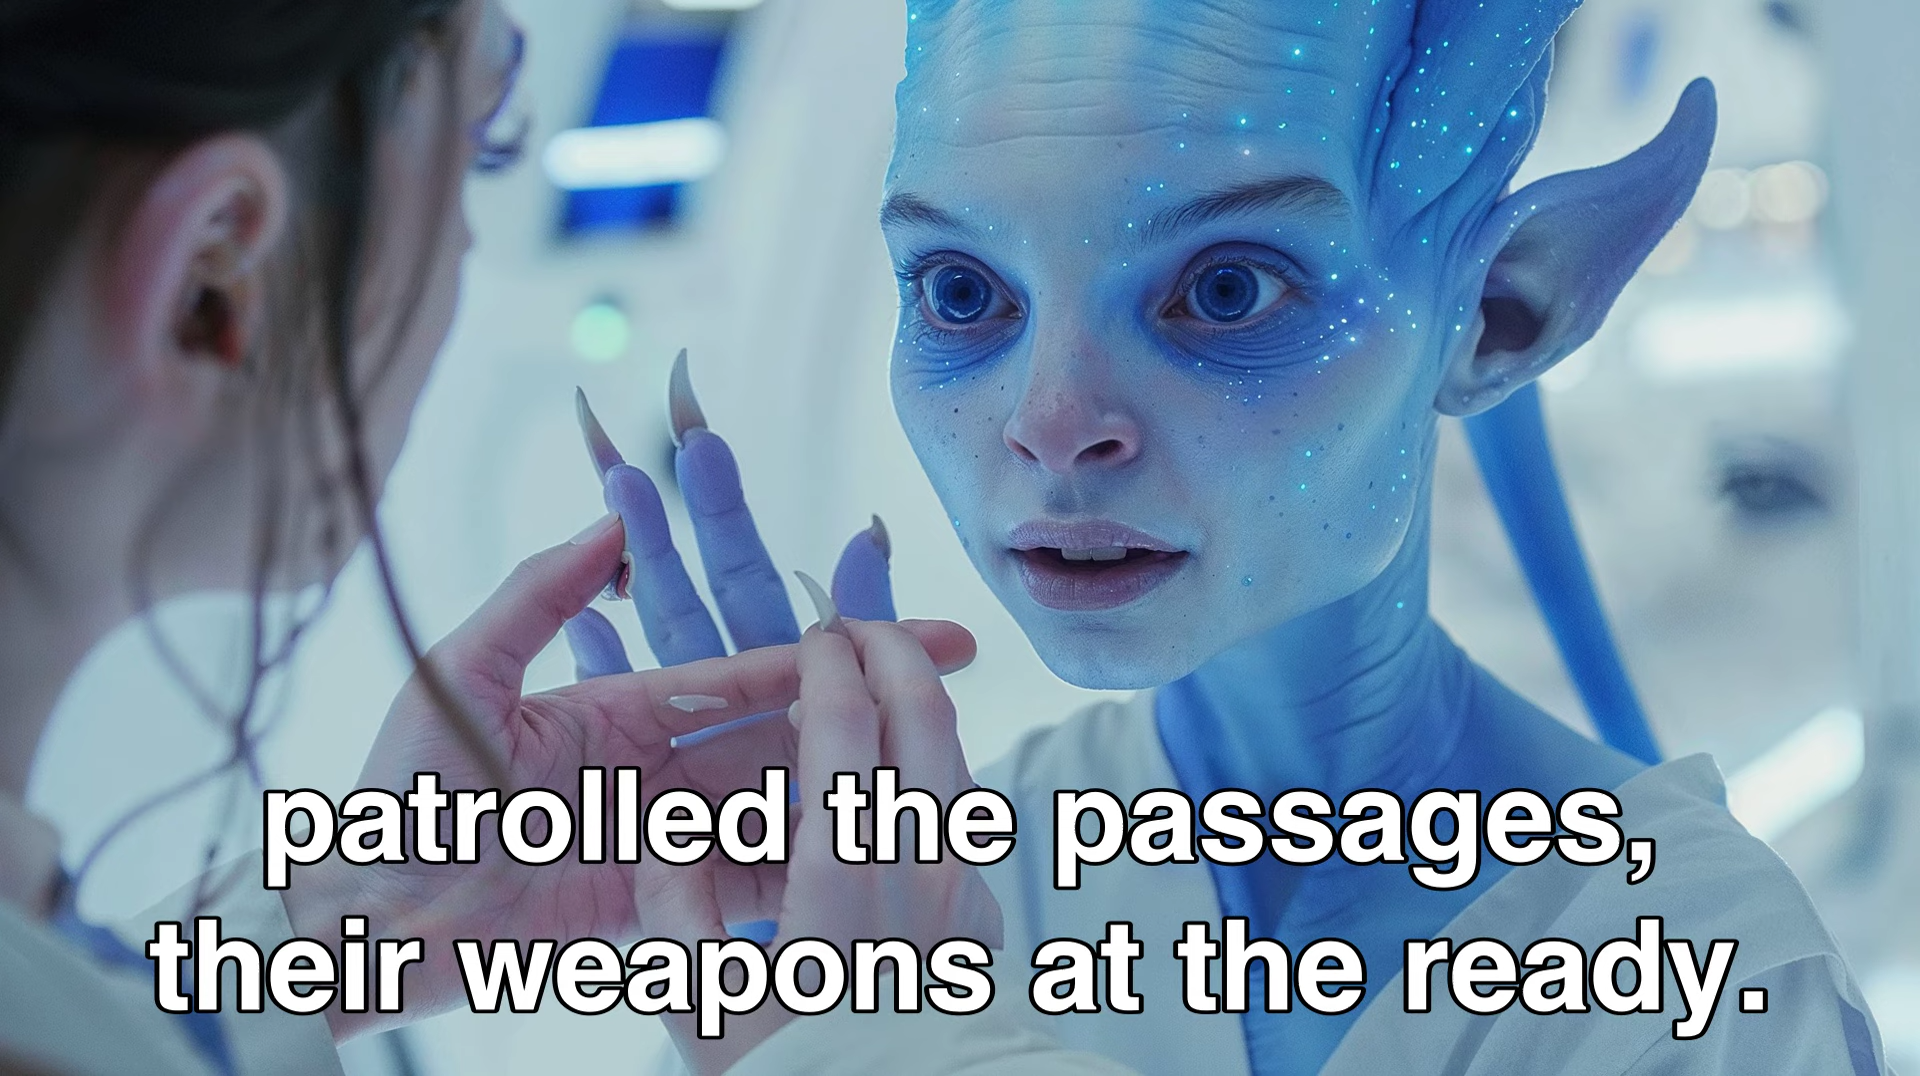 patrolled the passages,
their weapons at the ready.